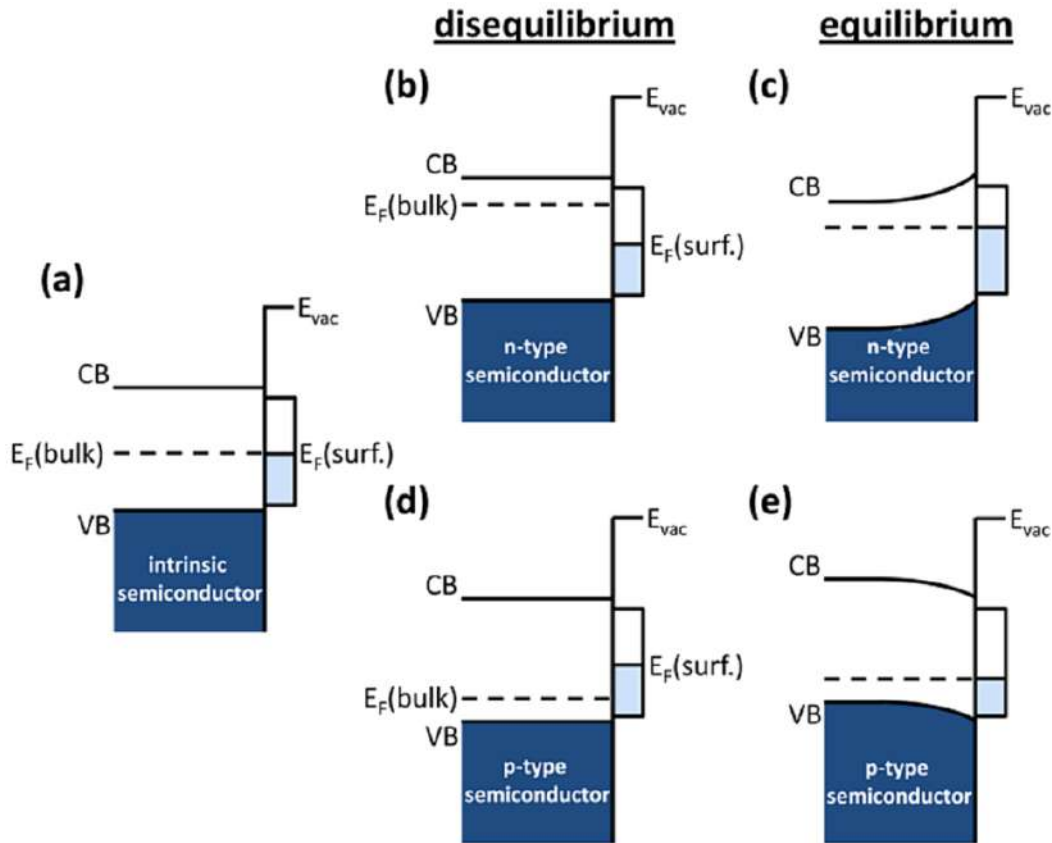 disequilibrium
equilibrium
(b)
E_vac
CB
E_F(bulk)
E_F(surf.)
VB
n-type
semiconductor
(c)
E_vac
CB
VB
n-type
semiconductor
(a)
E_vac
CB
E_F(bulk)
E_F(surf.)
VB
intrinsic
semiconductor
(d)
E_vac
CB
E_F(surf.)
E_F(bulk)
VB
p-type
semiconductor
(e)
E_vac
CB
VB
p-type
semiconductor